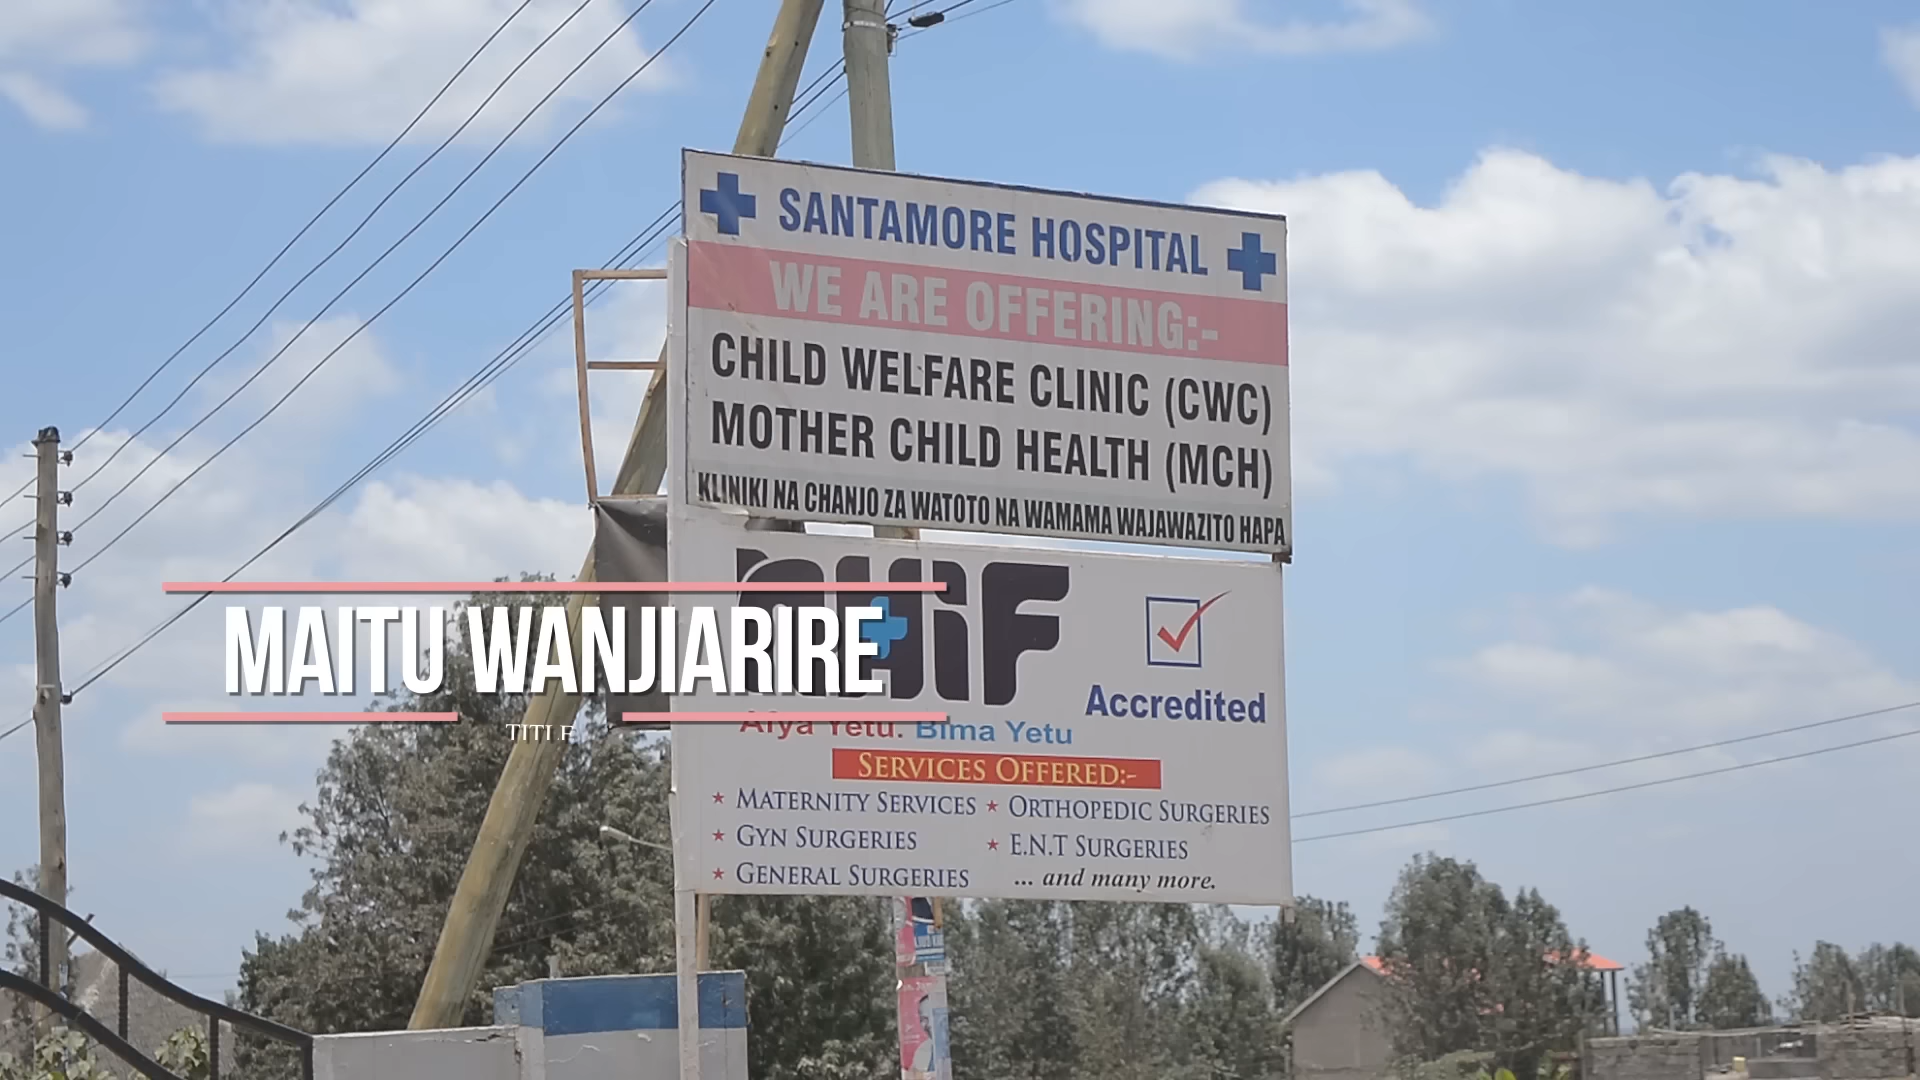 SANTAMORE HOSPITAL
WE ARE OFFERING:-
CHILD WELFARE CLINIC (CWC)
MOTHER CHILD HEALTH (MCH)
KLINIKI NA CHANJO ZA WATOTO NA WAMAMA WAJAWAZITO HAPA
NHiF
MAITU WANJIARIRE
Accredited
TITLE
Afya Yetu. Bima Yetu
SERVICES OFFERED:-
MATERNITY SERVICES
ORTHOPEDIC SURGERIES
GYN SURGERIES
E.N.T SURGERIES
GENERAL SURGERIES
... and many more.